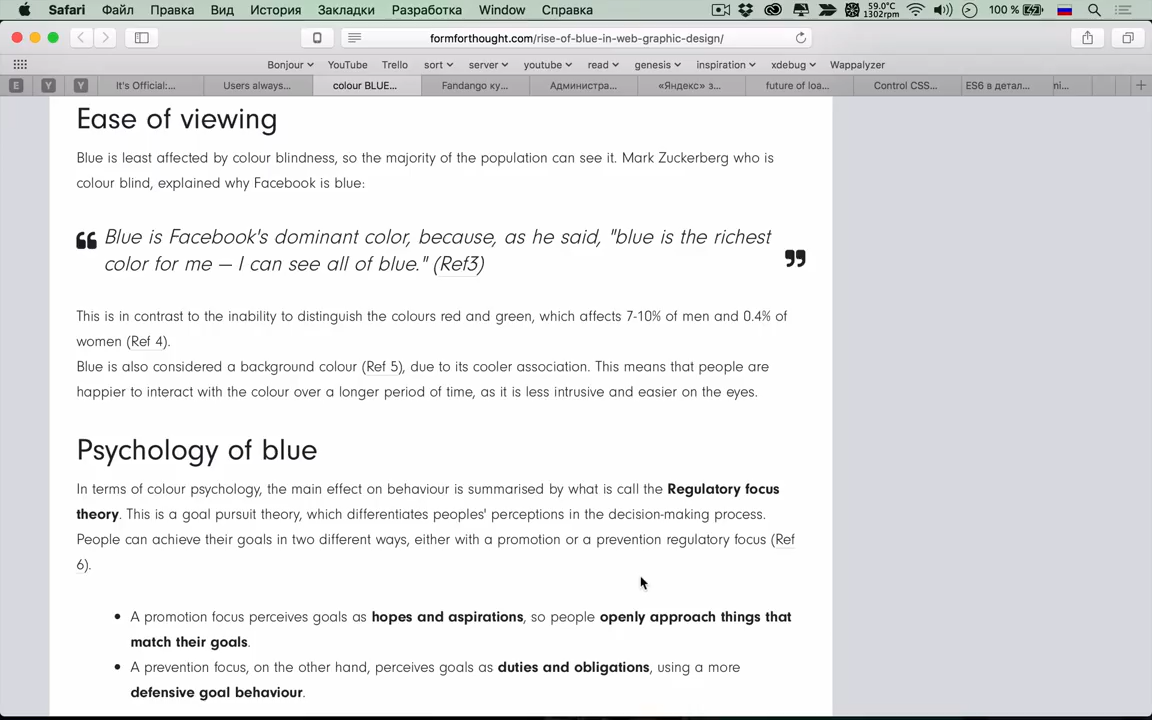 Safari Файл Правка Вид История Закладки Разработка Window Справка 59.0°C 1302rpm 100 %
formforthought.com/rise-of-blue-in-web-graphic-design/
Bonjour YouTube Trello sort server youtube read genesis inspiration xdebug Wappalyzer
E Y Y It's Official:... Users always... colour BLUE... Fandango ку... Администра... «Яндекс» з... future of loa... Control CSS... ES6 в детал... ni...
Ease of viewing
Blue is least affected by colour blindness, so the majority of the population can see it. Mark Zuckerberg who is
colour blind, explained why Facebook is blue:
❝ Blue is Facebook's dominant color, because, as he said, "blue is the richest
color for me — I can see all of blue." (Ref3) ❞
This is in contrast to the inability to distinguish the colours red and green, which affects 7-10% of men and 0.4% of
women (Ref 4).
Blue is also considered a background colour (Ref 5), due to its cooler association. This means that people are
happier to interact with the colour over a longer period of time, as it is less intrusive and easier on the eyes.
Psychology of blue
In terms of colour psychology, the main effect on behaviour is summarised by what is call the Regulatory focus
theory. This is a goal pursuit theory, which differentiates peoples' perceptions in the decision-making process.
People can achieve their goals in two different ways, either with a promotion or a prevention regulatory focus (Ref
6).
• A promotion focus perceives goals as hopes and aspirations, so people openly approach things that
match their goals.
• A prevention focus, on the other hand, perceives goals as duties and obligations, using a more
defensive goal behaviour.